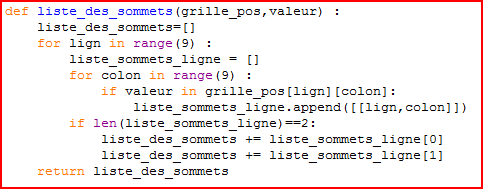 def liste_des_sommets(grille_pos,valeur) :
    liste_des_sommets=[]
    for lign in range(9) :
        liste_sommets_ligne = []
        for colon in range(9) :
            if valeur in grille_pos[lign][colon]:
                liste_sommets_ligne.append([[lign,colon]])
        if len(liste_sommets_ligne)==2:
            liste_des_sommets += liste_sommets_ligne[0]
            liste_des_sommets += liste_sommets_ligne[1]
    return liste_des_sommets